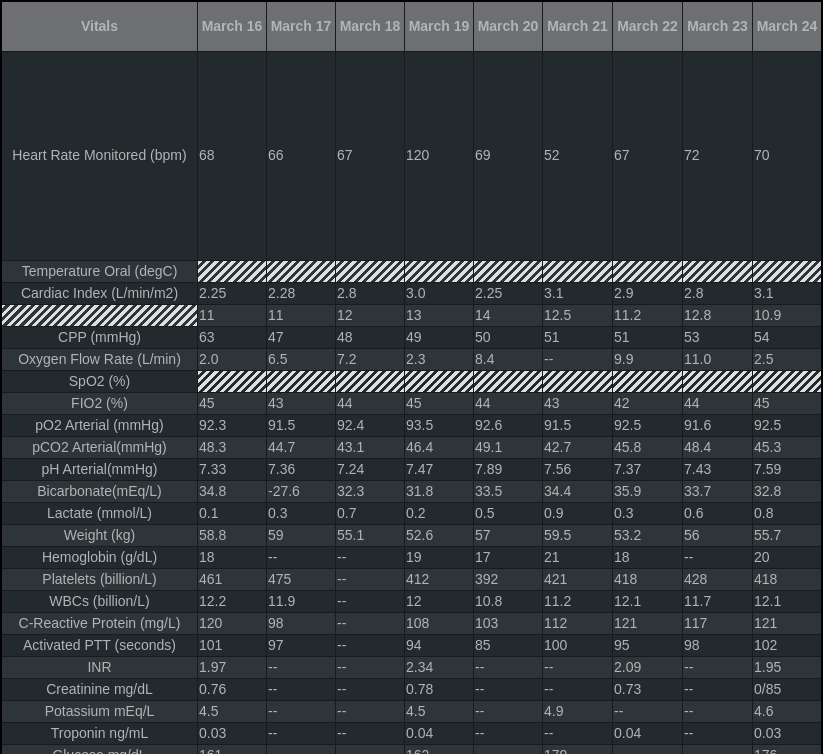 Vitals March 16 March 17 March 18 March 19 March 20 March 21 March 22 March 23 March 24
Heart Rate Monitored (bpm) 68 66 67 120 69 52 67 72 70
Temperature Oral (degC)
Cardiac Index (L/min/m2) 2.25 2.28 2.8 3.0 2.25 3.1 2.9 2.8 3.1
11 11 12 13 14 12.5 11.2 12.8 10.9
CPP (mmHg) 63 47 48 49 50 51 51 53 54
Oxygen Flow Rate (L/min) 2.0 6.5 7.2 2.3 8.4 -- 9.9 11.0 2.5
SpO2 (%)
FIO2 (%) 45 43 44 45 44 43 42 44 45
pO2 Arterial (mmHg) 92.3 91.5 92.4 93.5 92.6 91.5 92.5 91.6 92.5
pCO2 Arterial(mmHg) 48.3 44.7 43.1 46.4 49.1 42.7 45.8 48.4 45.3
pH Arterial(mmHg) 7.33 7.36 7.24 7.47 7.89 7.56 7.37 7.43 7.59
Bicarbonate(mEq/L) 34.8 -27.6 32.3 31.8 33.5 34.4 35.9 33.7 32.8
Lactate (mmol/L) 0.1 0.3 0.7 0.2 0.5 0.9 0.3 0.6 0.8
Weight (kg) 58.8 59 55.1 52.6 57 59.5 53.2 56 55.7
Hemoglobin (g/dL) 18 -- -- 19 17 21 18 -- 20
Platelets (billion/L) 461 475 -- 412 392 421 418 428 418
WBCs (billion/L) 12.2 11.9 -- 12 10.8 11.2 12.1 11.7 12.1
C-Reactive Protein (mg/L) 120 98 -- 108 103 112 121 117 121
Activated PTT (seconds) 101 97 -- 94 85 100 95 98 102
INR 1.97 -- -- 2.34 -- -- 2.09 -- 1.95
Creatinine mg/dL 0.76 -- -- 0.78 -- -- 0.73 -- 0/85
Potassium mEq/L 4.5 -- -- 4.5 -- 4.9 -- -- 4.6
Troponin ng/mL 0.03 -- -- 0.04 -- -- 0.04 -- 0.03
Glucose mg/dL 161 162 179 176